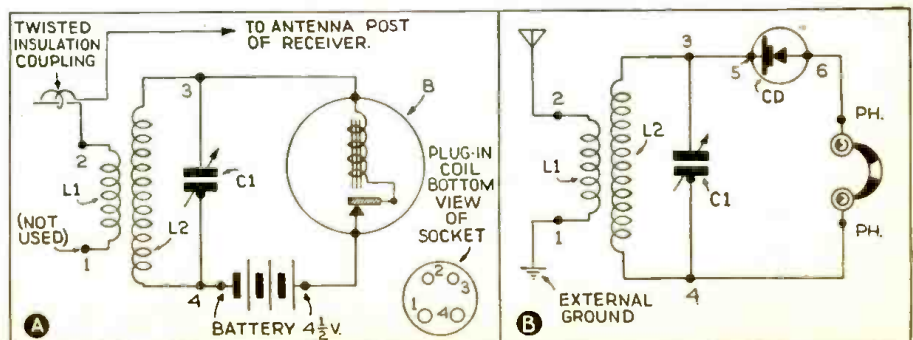 TWISTED
INSULATION
COUPLING
TO ANTENNA POST
OF RECEIVER.
3
B
2
L1
L2
C1
(NOT
USED)
1
4
BATTERY 4½V.
PLUG-IN
COIL
BOTTOM
VIEW
OF
SOCKET
2
3
1
4
A
3
5
6
CD
PH.
2
L1
L2
C1
1
PH.
4
EXTERNAL
GROUND
B